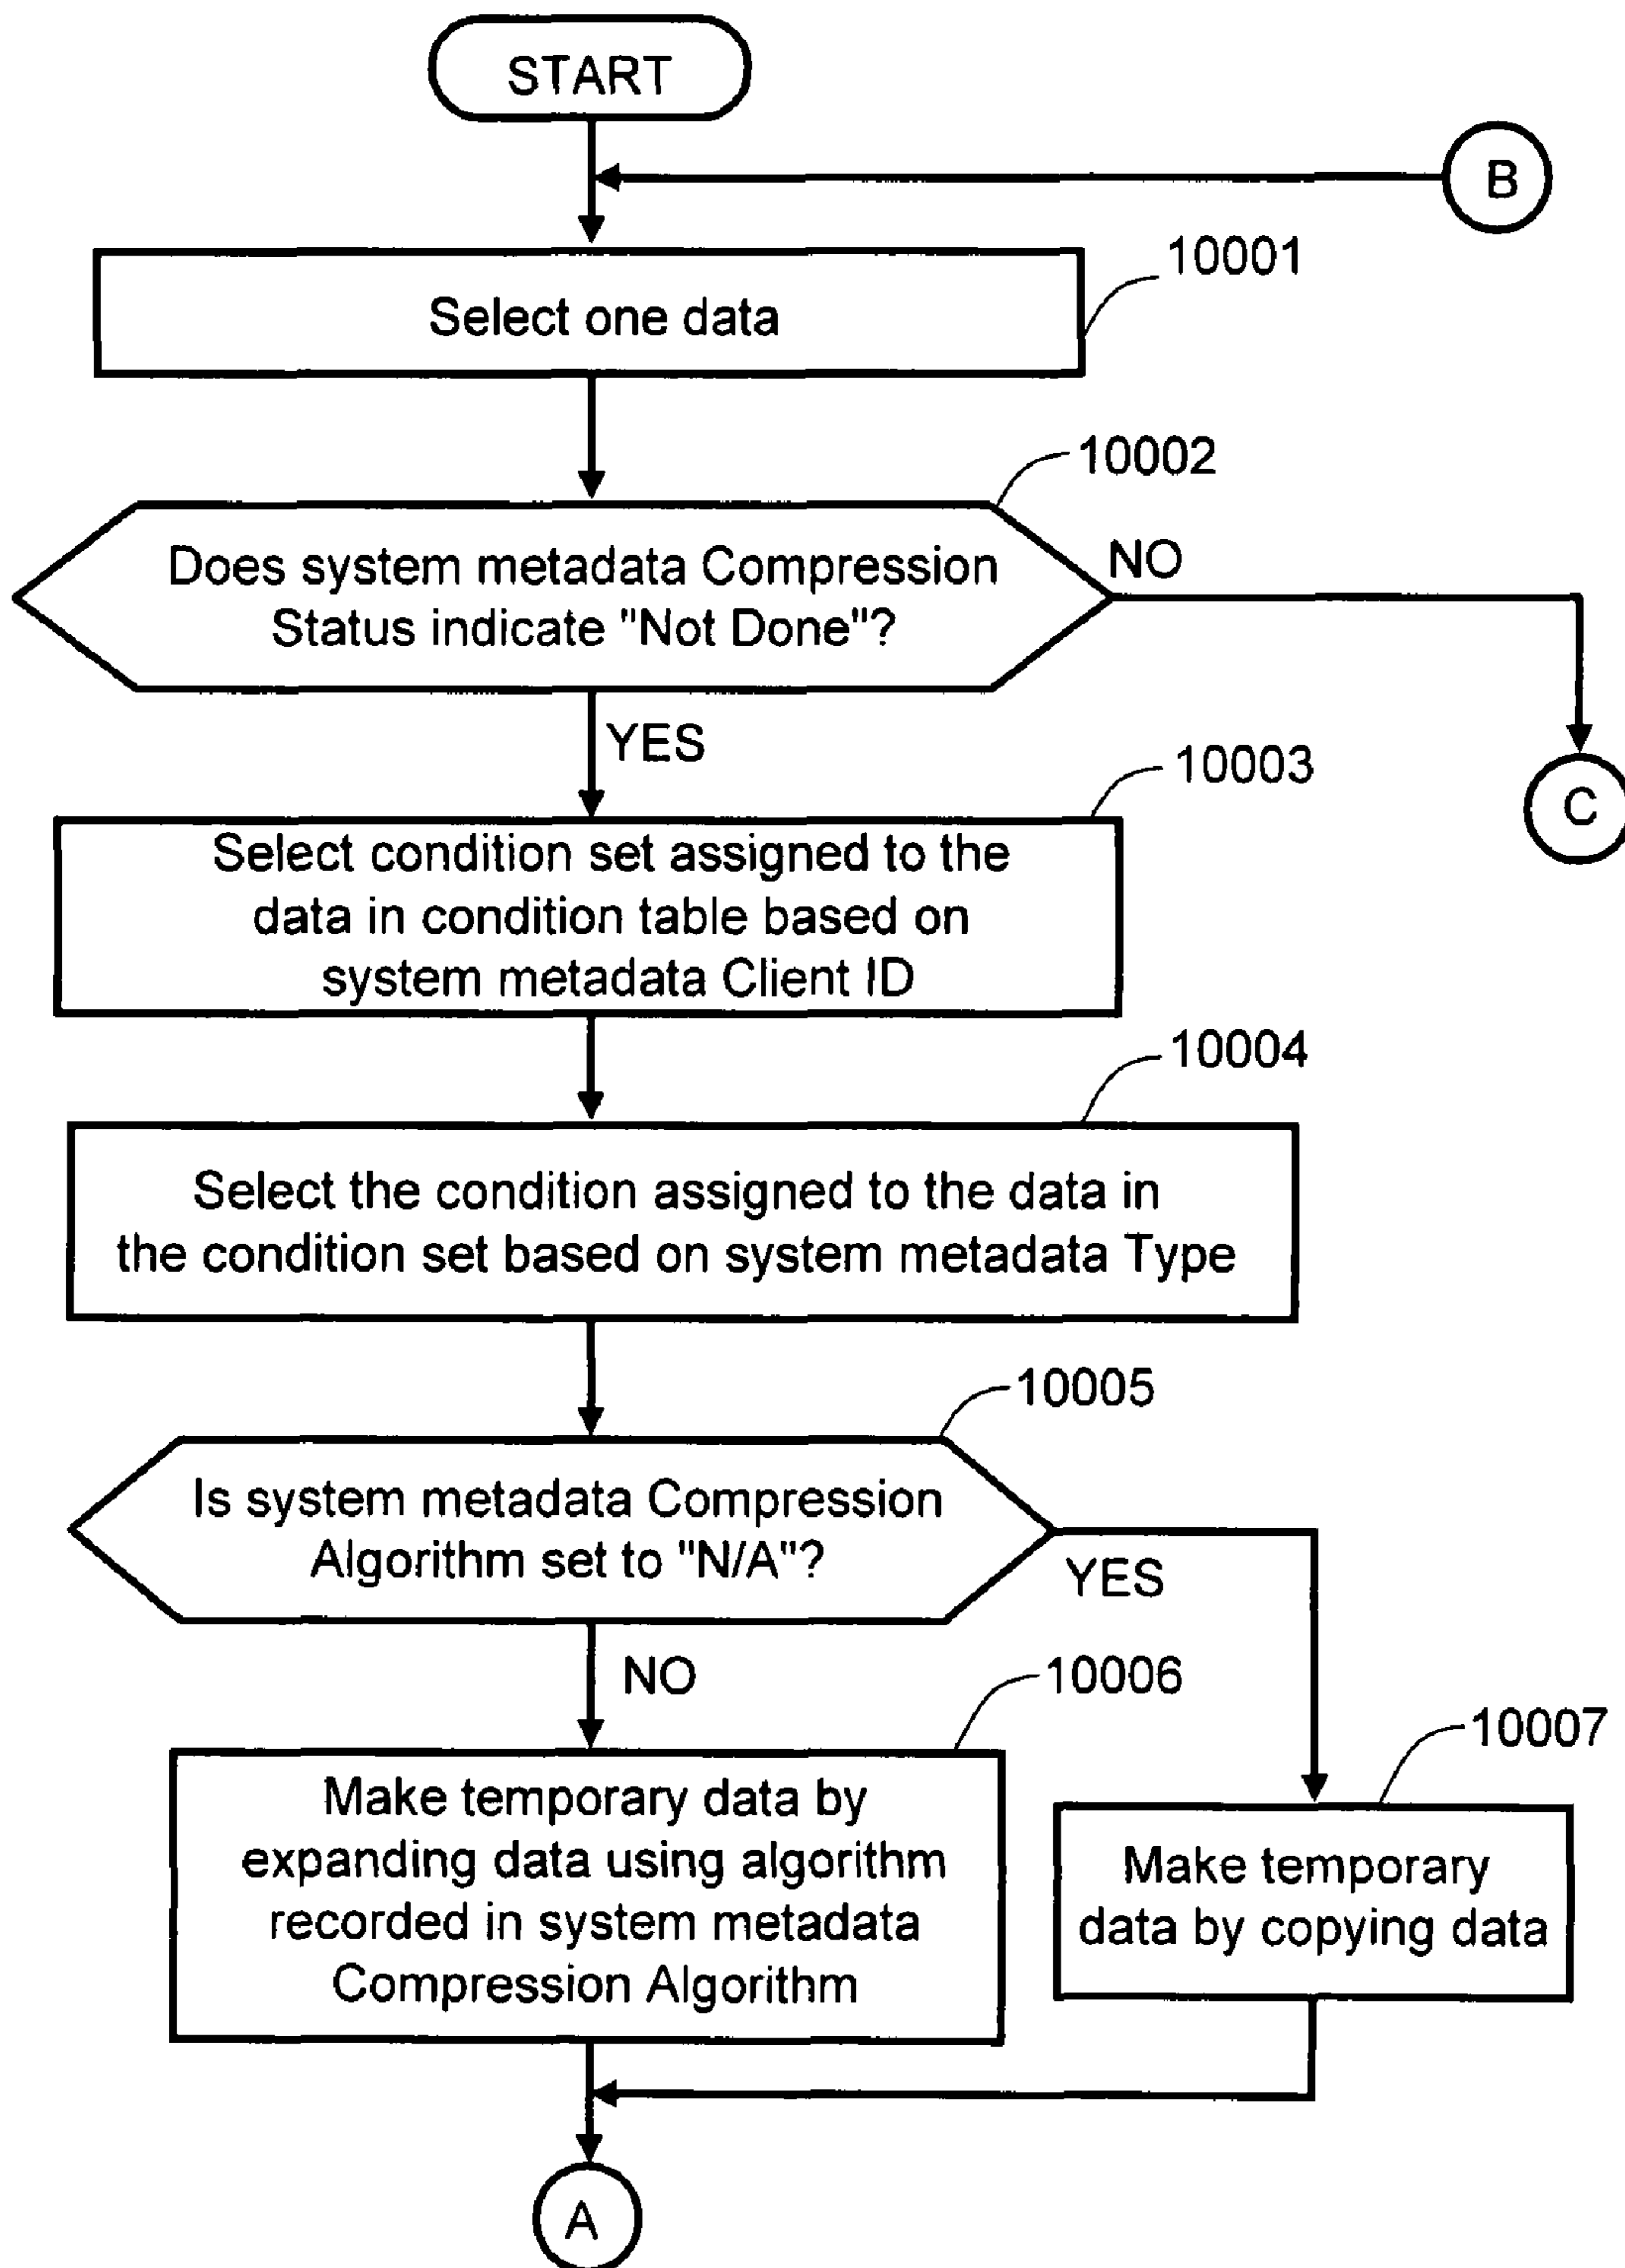 START
B
10001
Select one data
10002
Does system metadata Compression
Status indicate "Not Done"?
NO
YES
C
10003
Select condition set assigned to the
data in condition table based on
system metadata Client ID
10004
Select the condition assigned to the data in
the condition set based on system metadata Type
10005
Is system metadata Compression
Algorithm set to "N/A"?
YES
NO
10006
Make temporary data by
expanding data using algorithm
recorded in system metadata
Compression Algorithm
10007
Make temporary
data by copying data
A